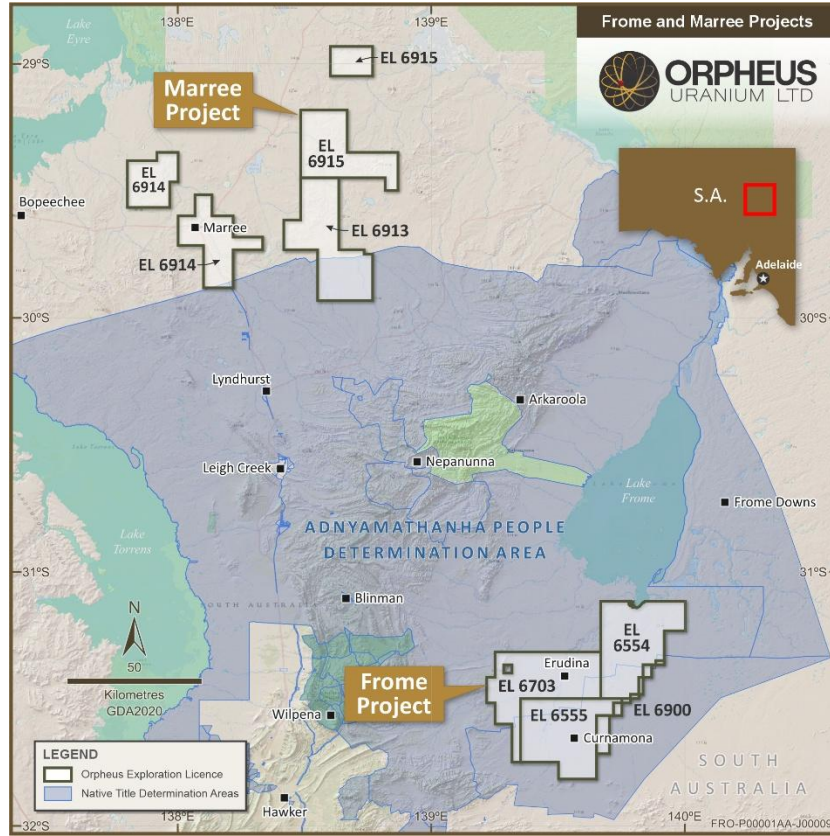 138°E
139°E
Frome and Marree Projects
ORPHEUS
URANIUM LTD
Lake
Eyre
29°S
EL 6915
Marree
Project
EL
6915
EL
6914
Bopeechee
Marree
EL 6913
EL 6914
S.A.
Adelaide
30°S
30°S
Lyndhurst
Arkaroola
Leigh Creek
Nepanunna
Lake
Frome
Frome Downs
Lake
Torrens
ADNYAMATHANHA PEOPLE
DETERMINATION AREA
31°S
31°S
Blinman
SOUTH AUSTRALIA
N
50
Kilometres
GDA2020
EL
6554
Erudina
EL 6703
Frome
Project
EL 6555
EL 6900
Wilpena
Curnamona
LEGEND
Orpheus Exploration Licence
Native Title Determination Areas
Hawker
SOUTH
AUSTRALIA
32°S
138°E
139°E
140°E
FRO-P00001AA-J00009